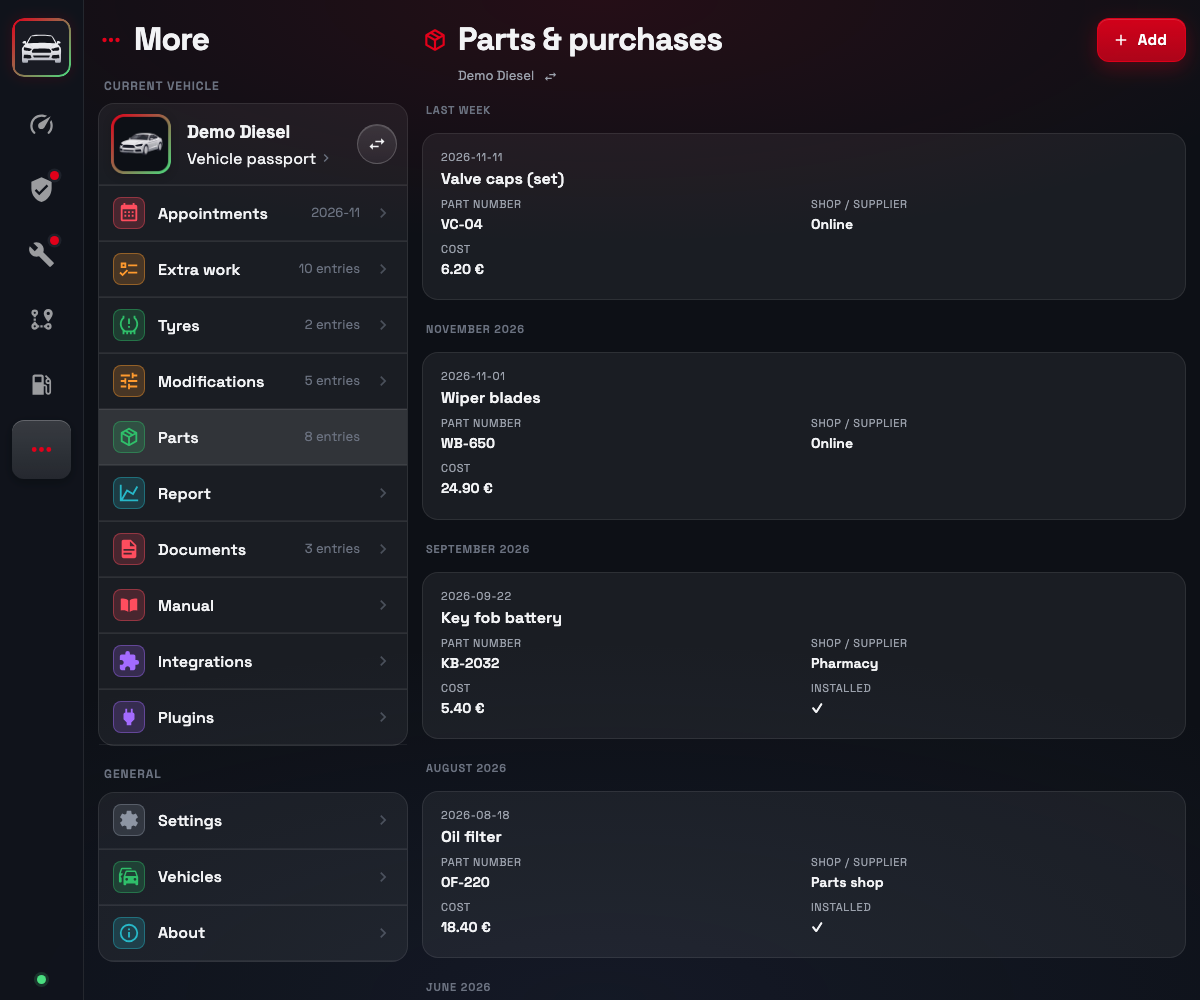 More
CURRENT VEHICLE
Demo Diesel
Vehicle passport
Appointments 2026-11
Extra work 10 entries
Tyres 2 entries
Modifications 5 entries
Parts 8 entries
Report
Documents 3 entries
Manual
Integrations
Plugins
GENERAL
Settings
Vehicles
About
Parts & purchases
Demo Diesel
+ Add
LAST WEEK
2026-11-11
Valve caps (set)
PART NUMBER SHOP / SUPPLIER
VC-04 Online
COST
6.20 €
NOVEMBER 2026
2026-11-01
Wiper blades
PART NUMBER SHOP / SUPPLIER
WB-650 Online
COST
24.90 €
SEPTEMBER 2026
2026-09-22
Key fob battery
PART NUMBER SHOP / SUPPLIER
KB-2032 Pharmacy
COST INSTALLED
5.40 € ✓
AUGUST 2026
2026-08-18
Oil filter
PART NUMBER SHOP / SUPPLIER
OF-220 Parts shop
COST INSTALLED
18.40 € ✓
JUNE 2026